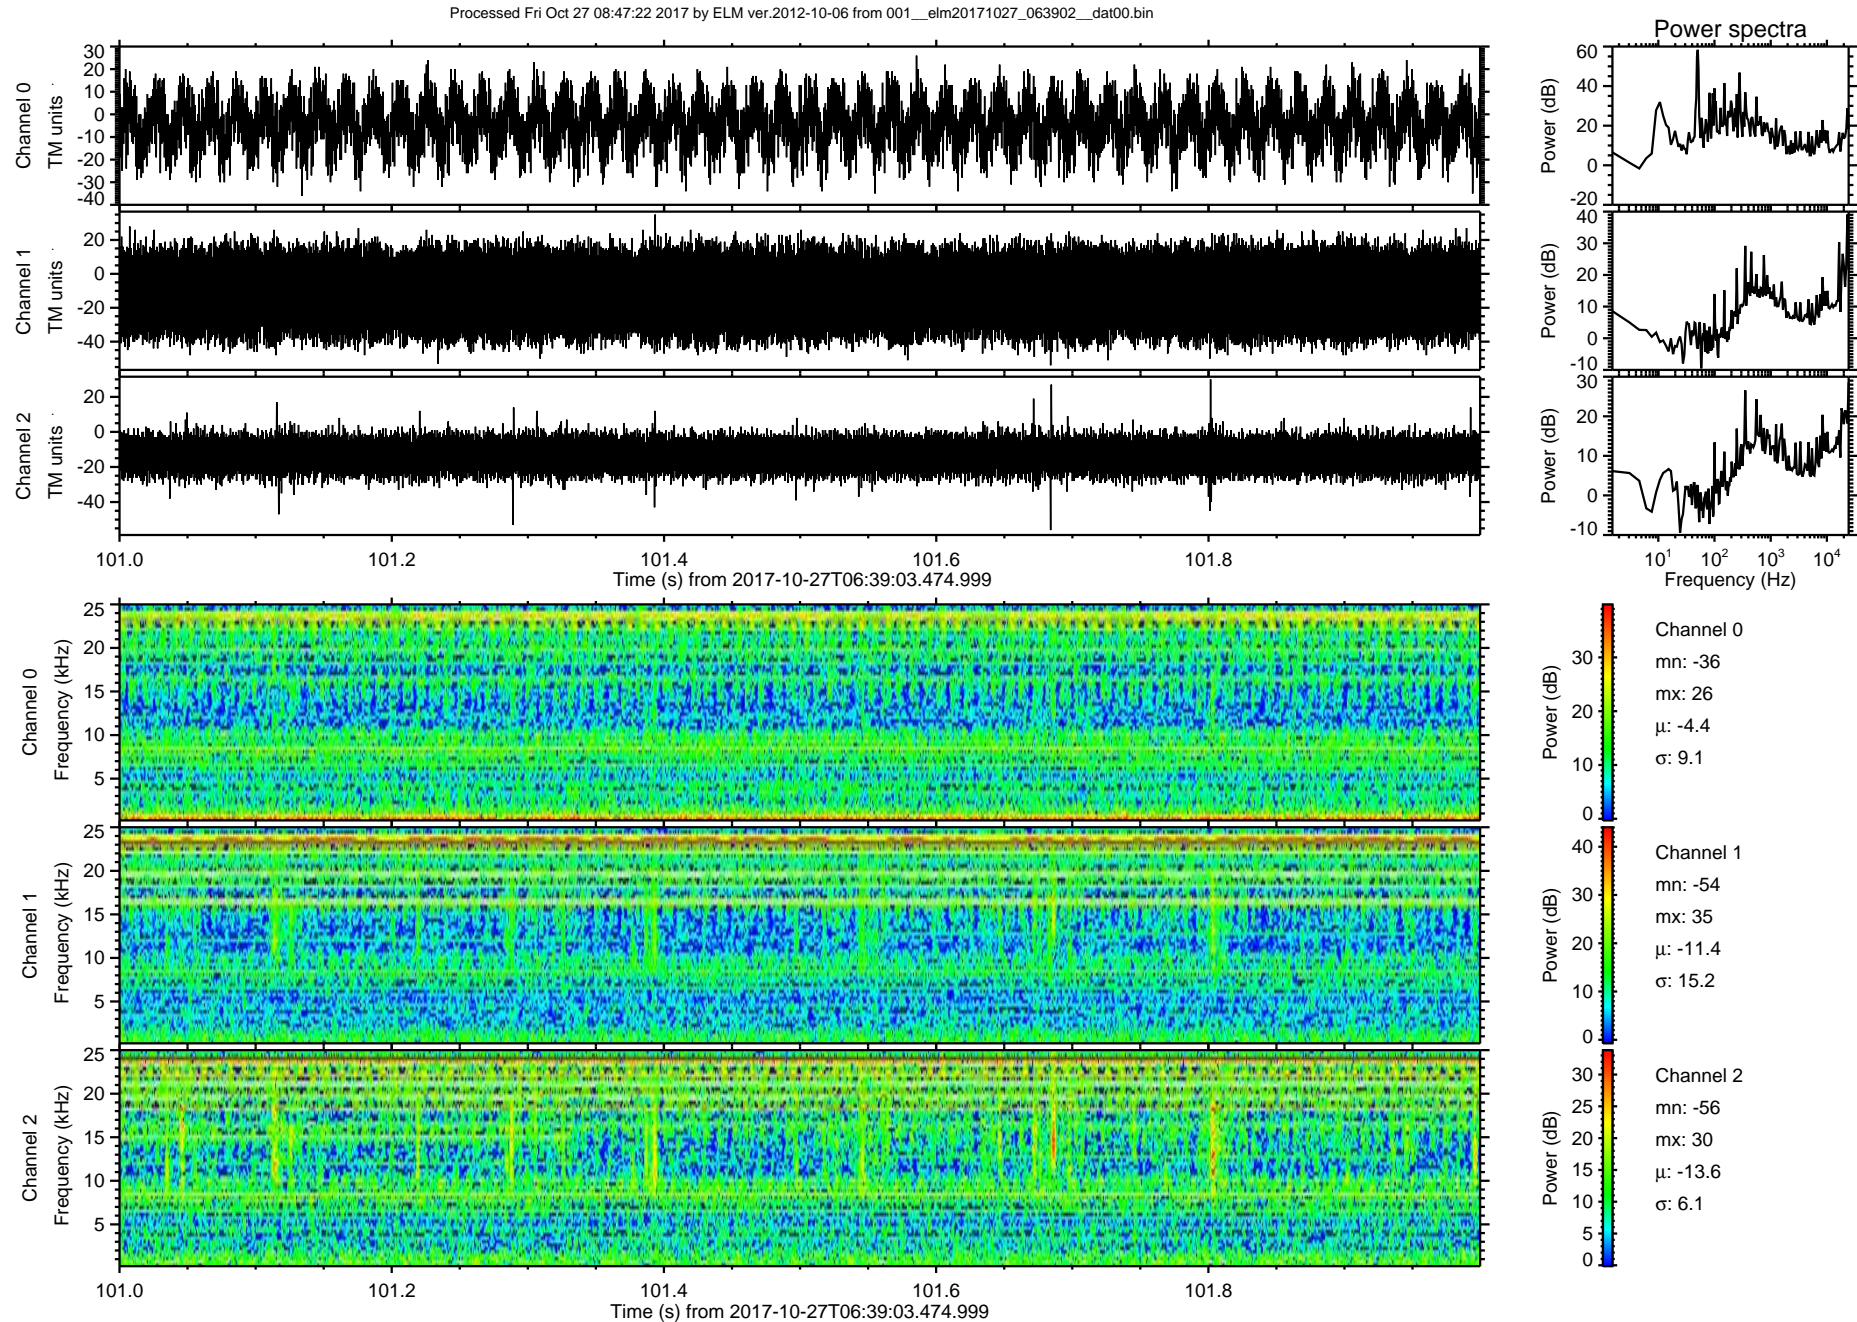 Processed Fri Oct 27 08:47:22 2017 by ELM ver.2012-10-06 from 001__elm20171027_063902__dat00.bin
Power spectra
Channel 0
TM units
30
20
10
0
-10
-20
-30
-40
Power (dB)
60
40
20
0
-20
Channel 1
TM units
20
0
-20
-40
Power (dB)
40
30
20
10
0
-10
Channel 2
TM units
20
0
-20
-40
Power (dB)
30
20
10
0
-10
101.0 101.2 101.4 101.6 101.8
Time (s) from 2017-10-27T06:39:03.474.999
10^1 10^2 10^3 10^4
Frequency (Hz)
Channel 0
Frequency (kHz)
25
20
15
10
5
Power (dB)
30
20
10
0
Channel 0
mn: -36
mx: 26
μ: -4.4
σ: 9.1
Channel 1
Frequency (kHz)
25
20
15
10
5
Power (dB)
40
30
20
10
0
Channel 1
mn: -54
mx: 35
μ: -11.4
σ: 15.2
Channel 2
Frequency (kHz)
25
20
15
10
5
Power (dB)
30
25
20
15
10
5
0
Channel 2
mn: -56
mx: 30
μ: -13.6
σ: 6.1
101.0 101.2 101.4 101.6 101.8
Time (s) from 2017-10-27T06:39:03.474.999